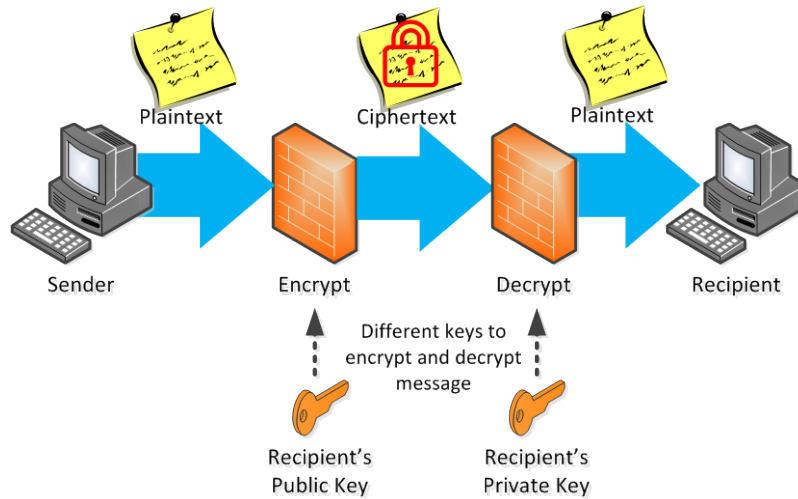 Plaintext
Ciphertext
Plaintext
Sender
Encrypt
Decrypt
Recipient
Different keys to
encrypt and decrypt
message
Recipient's
Public Key
Recipient's
Private Key